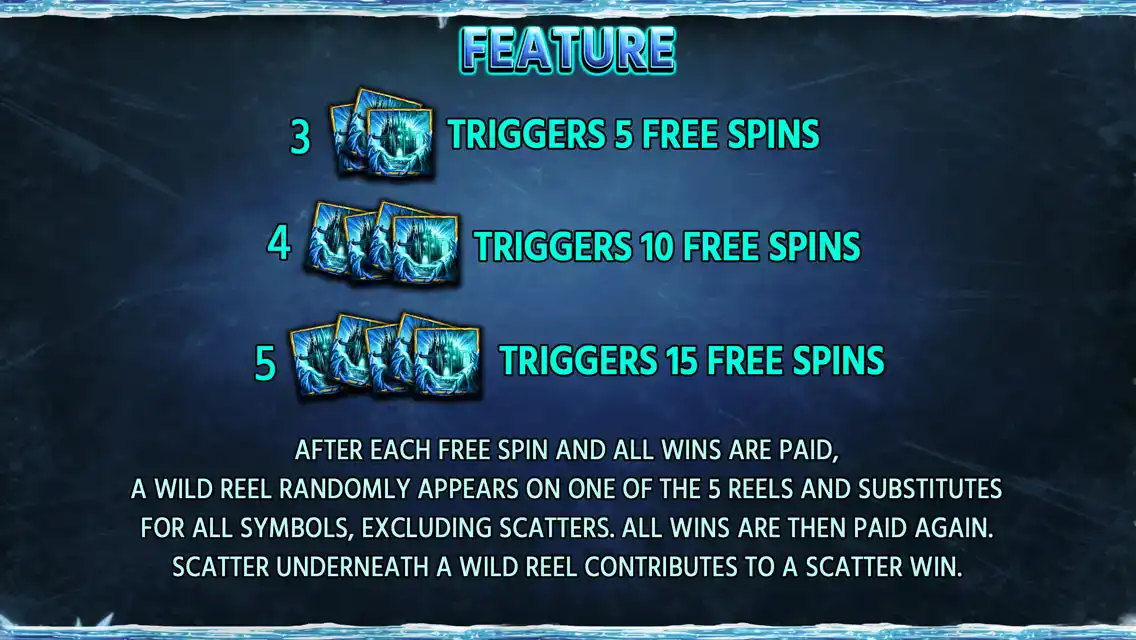 FEATURE
3 TRIGGERS 5 FREE SPINS
4 TRIGGERS 10 FREE SPINS
5 TRIGGERS 15 FREE SPINS
AFTER EACH FREE SPIN AND ALL WINS ARE PAID,
A WILD REEL RANDOMLY APPEARS ON ONE OF THE 5 REELS AND SUBSTITUTES
FOR ALL SYMBOLS, EXCLUDING SCATTERS. ALL WINS ARE THEN PAID AGAIN.
SCATTER UNDERNEATH A WILD REEL CONTRIBUTES TO A SCATTER WIN.